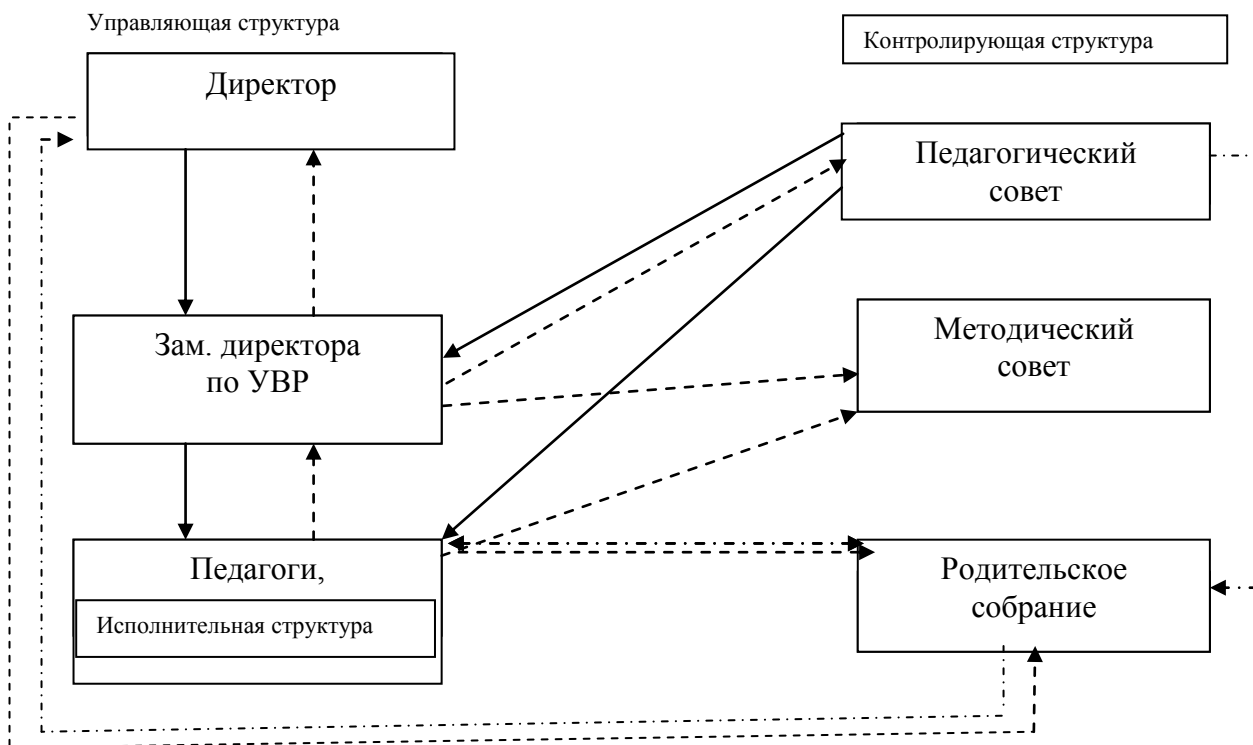 Управляющая структура
Контролирующая структура
Директор
Педагогический
совет
Зам. директора
по УВР
Методический
совет
Педагоги,
Исполнительная структура
Родительское
собрание